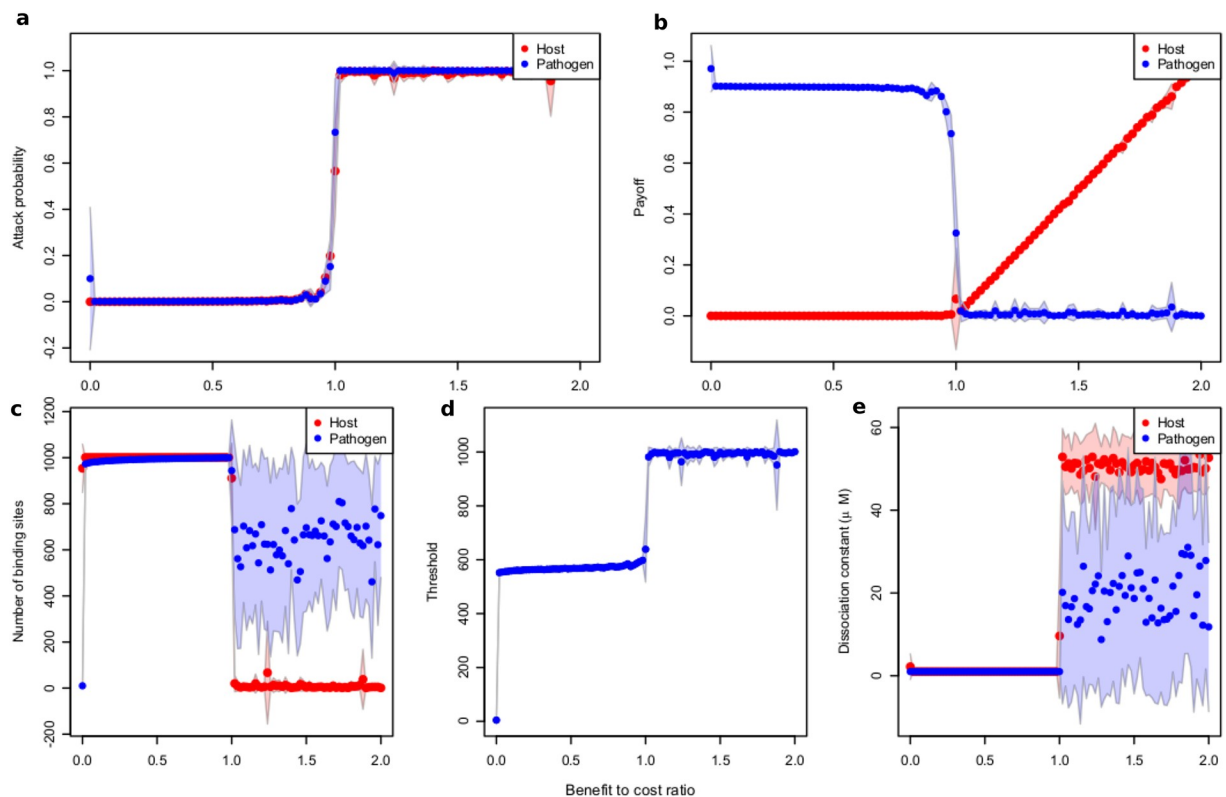 a
Host
Pathogen
Attack probability
1.0
0.8
0.6
0.4
0.2
0.0
-0.2
0.0 0.5 1.0 1.5 2.0
b
Host
Pathogen
Payoff
1.0
0.8
0.6
0.4
0.2
0.0
0.0 0.5 1.0 1.5 2.0
c
Host
Pathogen
Number of binding sites
1200
1000
800
600
400
200
0
-200
0.0 0.5 1.0 1.5 2.0
d
Threshold
1000
800
600
400
200
0
0.0 0.5 1.0 1.5 2.0
e
Host
Pathogen
Dissociation constant (μ M)
60
40
20
0
0.0 0.5 1.0 1.5 2.0
Benefit to cost ratio